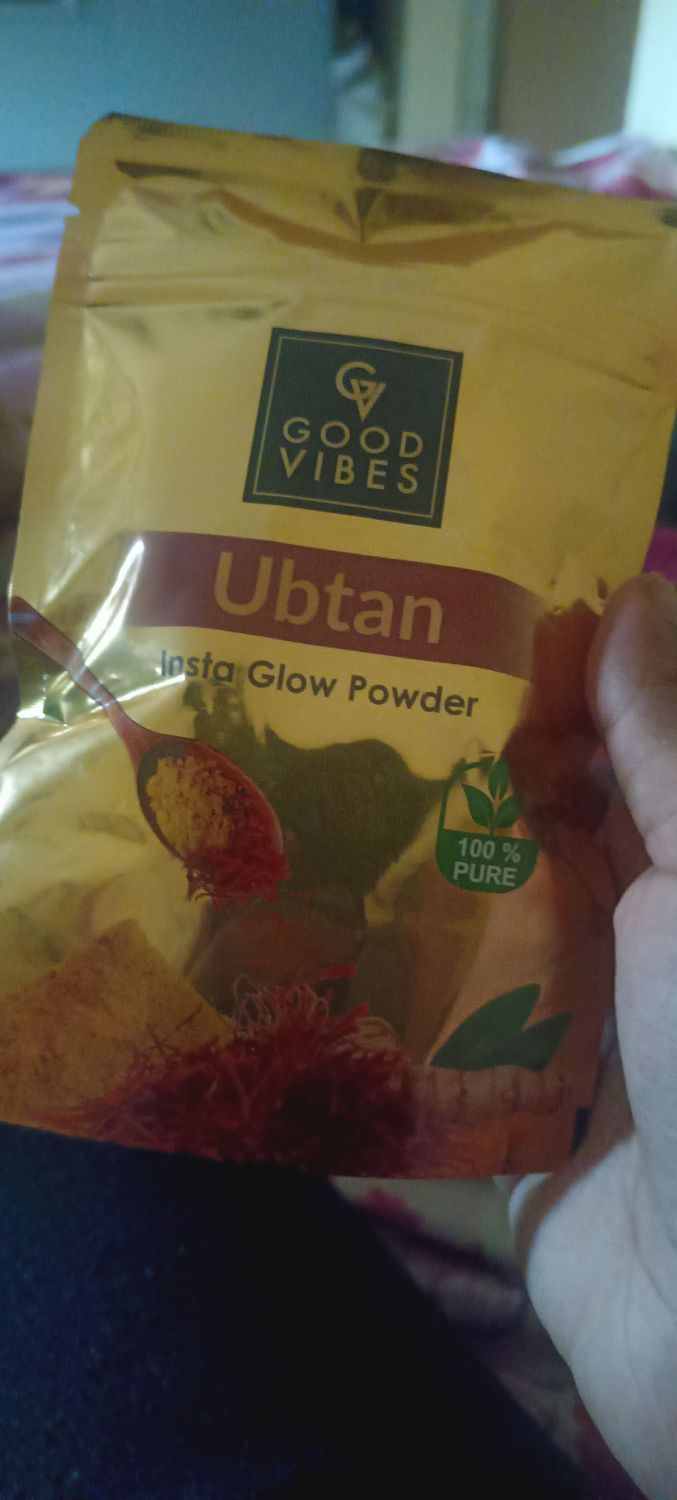 GV
GOOD
VIBES
Ubtan
Insta Glow Powder
100 %
PURE